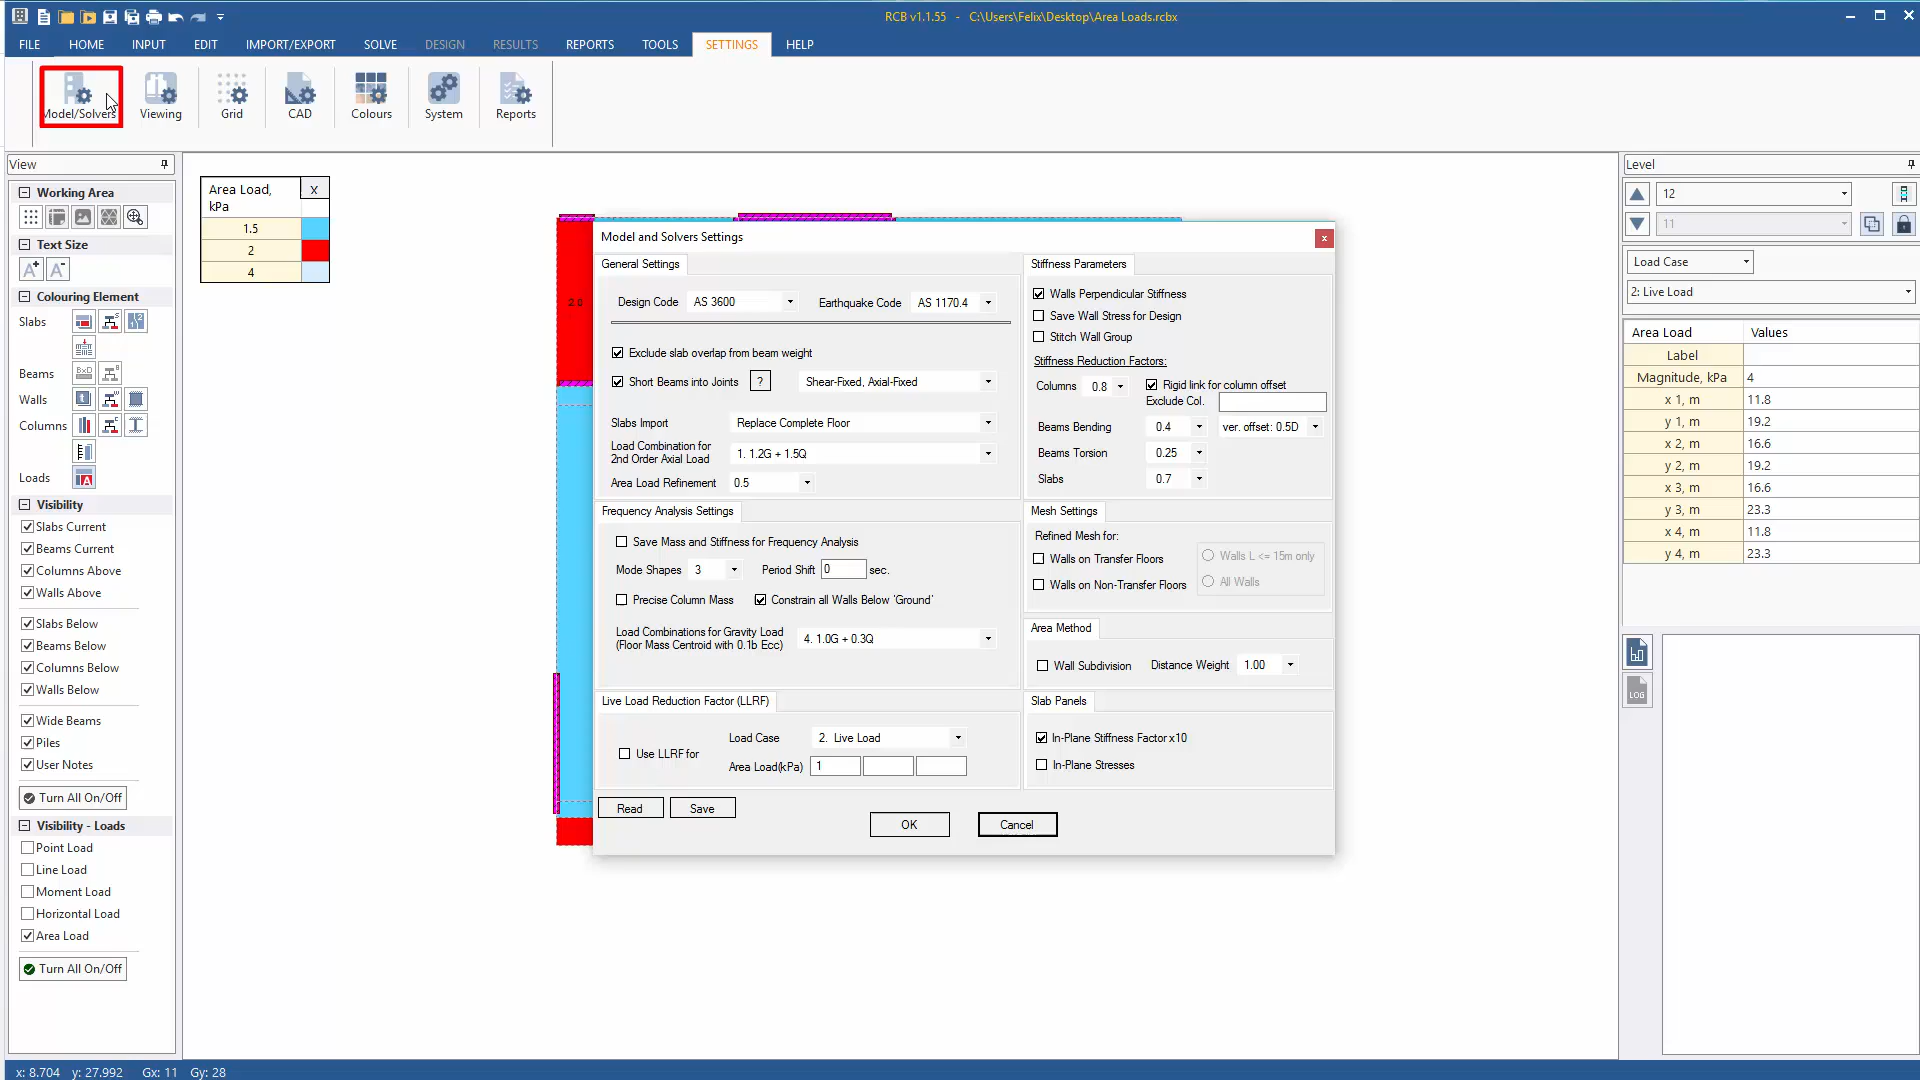 RCB v1.1.55 - C:\Users\Felix\Desktop\Area Loads.rcbx
FILE HOME INPUT EDIT IMPORT/EXPORT SOLVE DESIGN RESULTS REPORTS TOOLS SETTINGS HELP
Model/Solvers Viewing Grid CAD Colours System Reports
View
Working Area
Text Size
A+ A-
Colouring Element
Slabs
Beams
BxD
Walls
Columns
Loads
Visibility
Slabs Current
Beams Current
Columns Above
Walls Above
Slabs Below
Beams Below
Columns Below
Walls Below
Wide Beams
Piles
User Notes
Turn All On/Off
Visibility - Loads
Point Load
Line Load
Moment Load
Horizontal Load
Area Load
Turn All On/Off
Area Load, kPa
x
1.5
2
4
2.0
Model and Solvers Settings
x
General Settings
Design Code AS 3600 Earthquake Code AS 1170.4
Exclude slab overlap from beam weight
Short Beams into Joints ? Shear-Fixed, Axial-Fixed
Slabs Import Replace Complete Floor
Load Combination for
2nd Order Axial Load 1. 1.2G + 1.5Q
Area Load Refinement 0.5
Frequency Analysis Settings
Save Mass and Stiffness for Frequency Analysis
Mode Shapes 3 Period Shift 0 sec.
Precise Column Mass Constrain all Walls Below 'Ground'
Load Combinations for Gravity Load
(Floor Mass Centroid with 0.1b Ecc) 4. 1.0G + 0.3Q
Live Load Reduction Factor (LLRF)
Use LLRF for
Load Case 2. Live Load
Area Load(kPa) 1
Read Save
OK Cancel
Stiffness Parameters
Walls Perpendicular Stiffness
Save Wall Stress for Design
Stitch Wall Group
Stiffness Reduction Factors:
Columns 0.8 Rigid link for column offset
Exclude Col.
Beams Bending 0.4 ver. offset: 0.5D
Beams Torsion 0.25
Slabs 0.7
Mesh Settings
Refined Mesh for:
Walls on Transfer Floors Walls L <= 15m only
Walls on Non-Transfer Floors All Walls
Area Method
Wall Subdivision Distance Weight 1.00
Slab Panels
In-Plane Stiffness Factor x10
In-Plane Stresses
Level
12
11
Load Case
2: Live Load
Area Load Values
Label
Magnitude, kPa 4
x 1, m 11.8
y 1, m 19.2
x 2, m 16.6
y 2, m 19.2
x 3, m 16.6
y 3, m 23.3
x 4, m 11.8
y 4, m 23.3
LOG
x: 8.704 y: 27.992 Gx: 11 Gy: 28